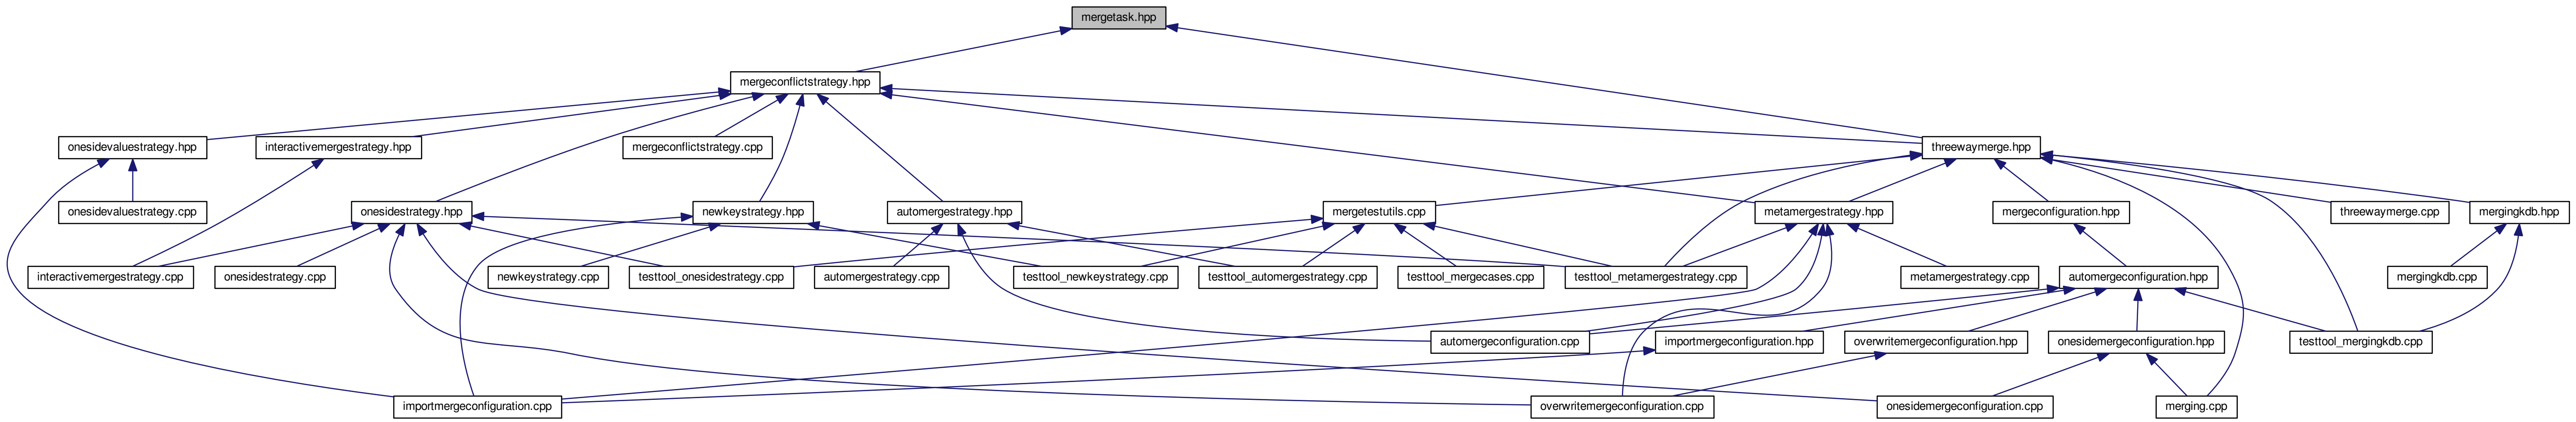 mergetask.hpp
mergeconflictstrategy.hpp
onesidevaluestrategy.hpp
interactivemergestrategy.hpp
mergeconflictstrategy.cpp
threewaymerge.hpp
onesidevaluestrategy.cpp
onesidestrategy.hpp
newkeystrategy.hpp
automergestrategy.hpp
mergetestutils.cpp
metamergestrategy.hpp
mergeconfiguration.hpp
threewaymerge.cpp
mergingkdb.hpp
interactivemergestrategy.cpp
onesidestrategy.cpp
newkeystrategy.cpp
testtool_onesidestrategy.cpp
automergestrategy.cpp
testtool_newkeystrategy.cpp
testtool_automergestrategy.cpp
testtool_mergecases.cpp
testtool_metamergestrategy.cpp
metamergestrategy.cpp
automergeconfiguration.hpp
mergingkdb.cpp
automergeconfiguration.cpp
importmergeconfiguration.hpp
overwritemergeconfiguration.hpp
onesidemergeconfiguration.hpp
testtool_mergingkdb.cpp
importmergeconfiguration.cpp
overwritemergeconfiguration.cpp
onesidemergeconfiguration.cpp
merging.cpp